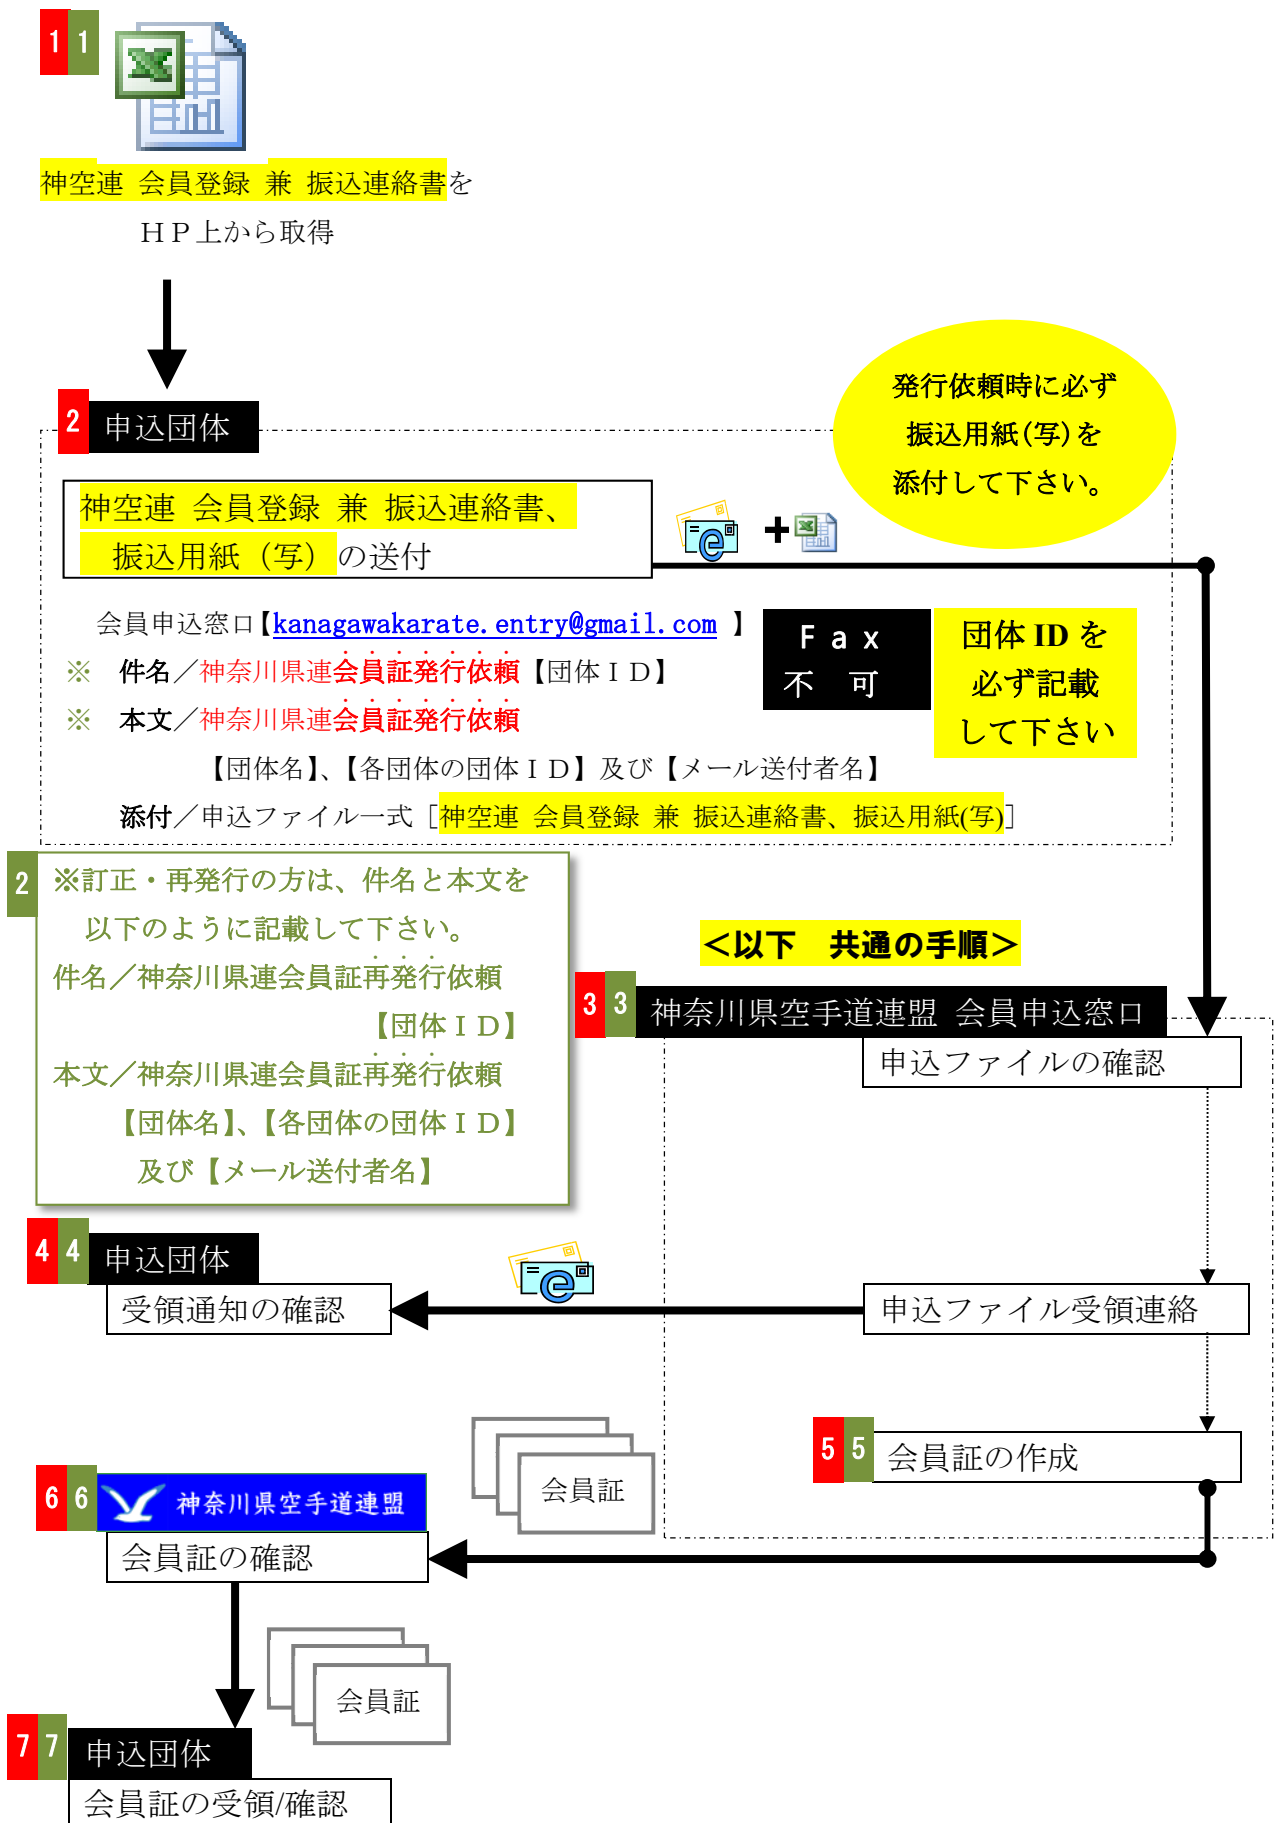 1 1
神空連 会員登録 兼 振込連絡書を
ＨＰ上から取得
発行依頼時に必ず
振込用紙(写)を
添付して下さい。
2 申込団体
神空連 会員登録 兼 振込連絡書、
振込用紙（写）の送付
会員申込窓口【kanagawakarate.entry@gmail.com 】
Fax
不 可
団体 ID を
必ず記載
して下さい
※ 件名／神奈川県連会員証発行依頼【団体ＩＤ】
※ 本文／神奈川県連会員証発行依頼
【団体名】、【各団体の団体ＩＤ】及び【メール送付者名】
添付／申込ファイル一式［神空連 会員登録 兼 振込連絡書、振込用紙(写)］
2 ※訂正・再発行の方は、件名と本文を
以下のように記載して下さい。
件名／神奈川県連会員証再発行依頼
【団体ＩＤ】
本文／神奈川県連会員証再発行依頼
【団体名】、【各団体の団体ＩＤ】
及び【メール送付者名】
＜以下　共通の手順＞
3 3 神奈川県空手道連盟 会員申込窓口
申込ファイルの確認
4 4 申込団体
受領通知の確認
申込ファイル受領連絡
5 5 会員証の作成
会員証
6 6 神奈川県空手道連盟
会員証の確認
会員証
7 7 申込団体
会員証の受領/確認